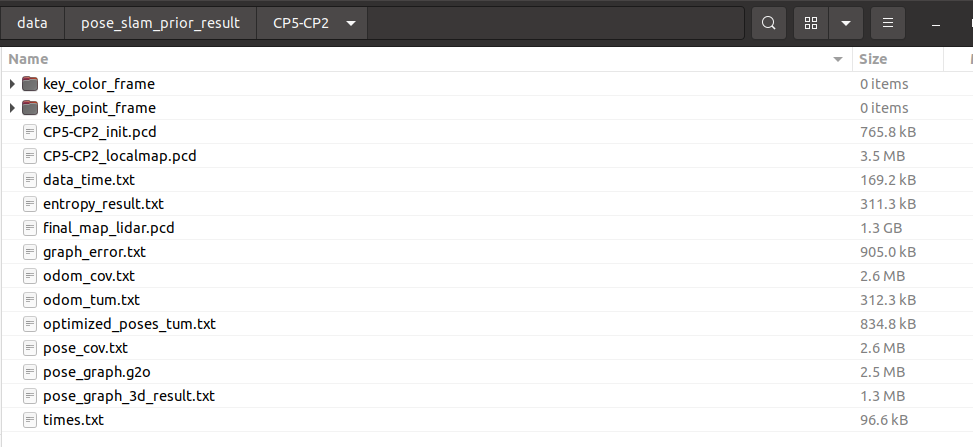 data pose_slam_prior_result CP5-CP2
Name Size
key_color_frame 0 items
key_point_frame 0 items
CP5-CP2_init.pcd 765.8 kB
CP5-CP2_localmap.pcd 3.5 MB
data_time.txt 169.2 kB
entropy_result.txt 311.3 kB
final_map_lidar.pcd 1.3 GB
graph_error.txt 905.0 kB
odom_cov.txt 2.6 MB
odom_tum.txt 312.3 kB
optimized_poses_tum.txt 834.8 kB
pose_cov.txt 2.6 MB
pose_graph.g2o 2.5 MB
pose_graph_3d_result.txt 1.3 MB
times.txt 96.6 kB